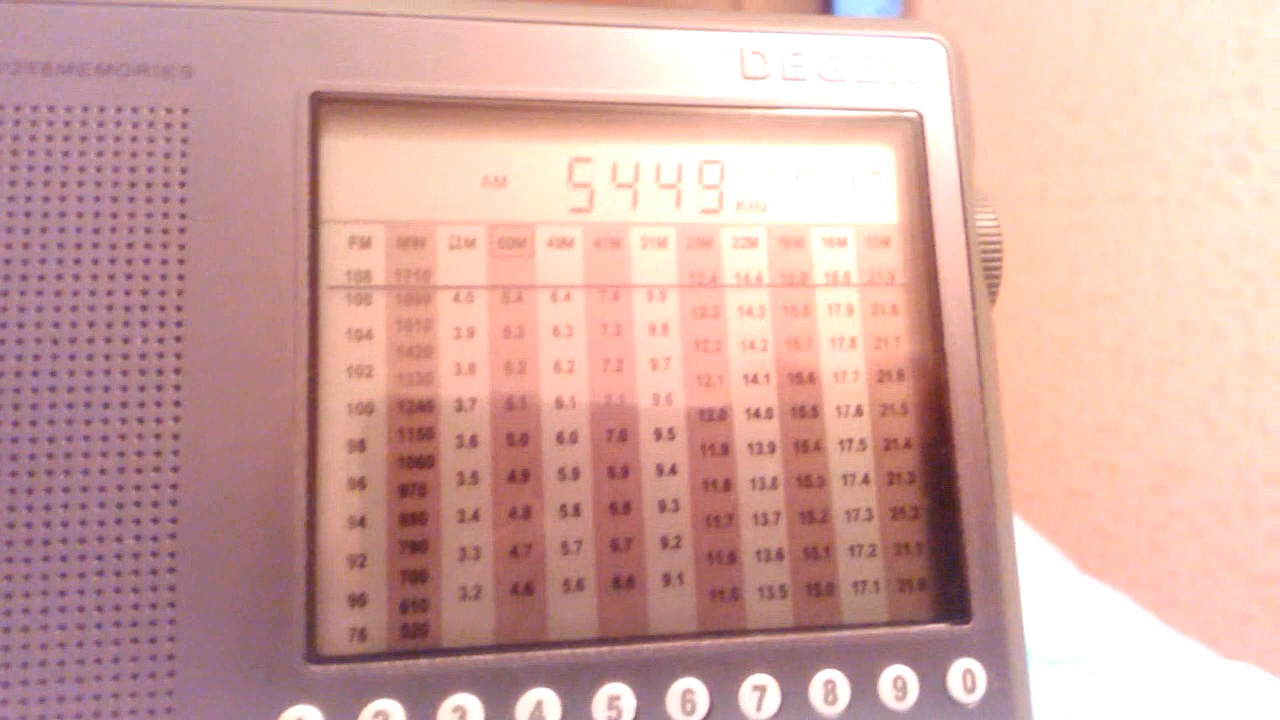 MEMORIES
DEGEN
AM 5449 KHz
FM MW 60M 49M 41M 31M 25M 22M 19M 16M
108 1710 12.4 14.4
106 4.0 5.4 6.4 7.4 9.9 12.3 14.3 17.9 21.8
104 3.9 5.3 6.3 7.3 9.8 12.2 14.2 15.7 17.8 21.7
1420
102 1330 3.8 5.2 6.2 7.2 9.7 12.1 14.1 15.6 17.7 21.6
100 1240 3.7 5.1 6.1 7.1 9.6 12.0 14.0 15.5 17.6 21.5
98 1150 3.6 5.0 6.0 7.0 9.5 11.9 13.9 15.4 17.5 21.4
1060
96 970 3.5 4.9 5.9 6.9 9.4 11.8 13.8 15.3 17.4 21.3
94 880 3.4 4.8 5.8 6.8 9.3 11.7 13.7 15.2 17.3 21.2
92 790 3.3 4.7 5.7 6.7 9.2 11.6 13.6 15.1 17.2 21.1
700
90 610 3.2 4.6 5.6 6.6 9.1 11.5 13.5 15.0 17.1 21.0
76 520
1 2 3 4 5 6 7 8 9 0